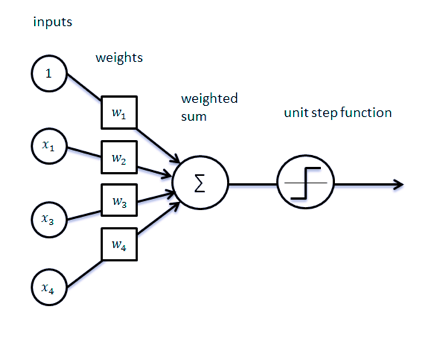 inputs
weights
weighted
sum
unit step function
1
w₁
x₁
w₂
Σ
w₃
x₃
w₄
x₄